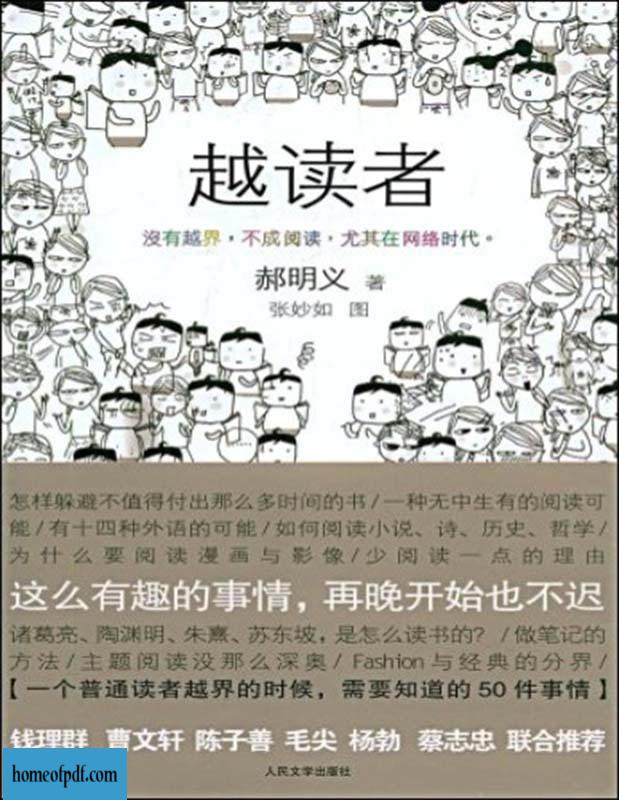 越读者
沒有越界，不成阅读，尤其在网络时代。
郝明义 著
张妙如 图
怎样躲避不值得付出那么多时间的书/一种无中生有的阅读可
能/有十四种外语的可能/如何阅读小说、诗、历史、哲学/
为什么要阅读漫画与影像/少阅读一点的理由
这么有趣的事情，再晚开始也不迟
诸葛亮、陶渊明、朱熹、苏东坡，是怎么读书的？/做笔记的
方法/主题阅读没那么深奥/Fashion与经典的分界/
【一个普通读者越界的时候，需要知道的50件事情】
钱理群 曹文轩 陈子善 毛尖 杨勃 蔡志忠 联合推荐
人民文学出版社
homeofpdf.com